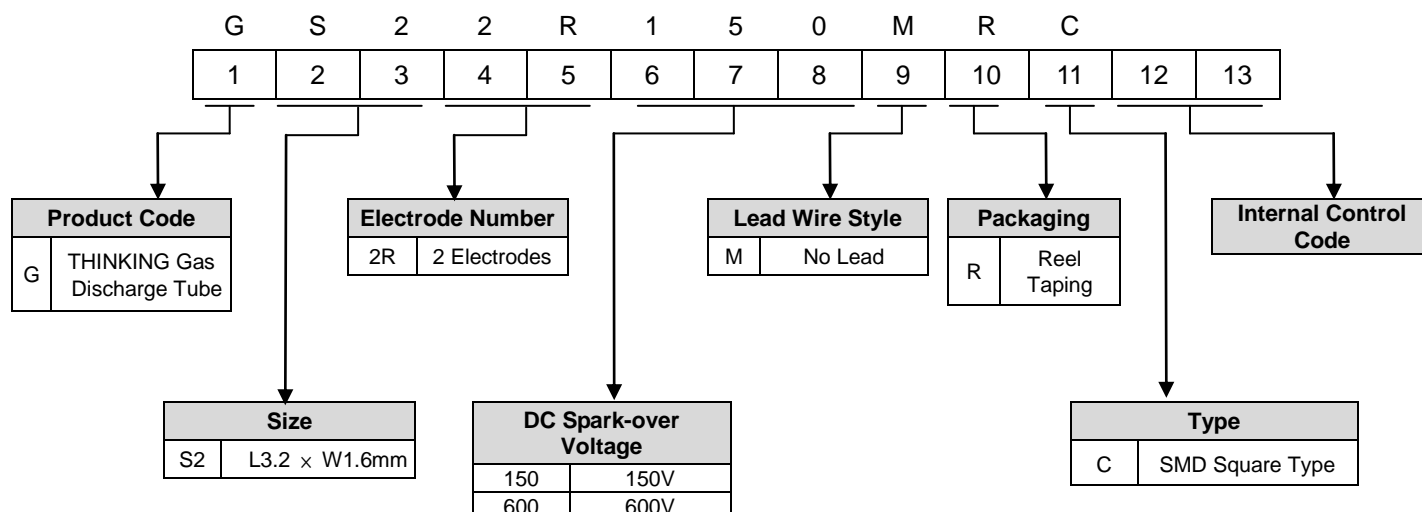 G S 2 2 R 1 5 0 M R C
1 2 3 4 5 6 7 8 9 10 11 12 13
Product Code
G THINKING Gas
Discharge Tube
Electrode Number
2R 2 Electrodes
Lead Wire Style
M No Lead
Packaging
R Reel
Taping
Internal Control
Code
Size
S2 L3.2 × W1.6mm
DC Spark-over
Voltage
150 150V
600 600V
Type
C SMD Square Type